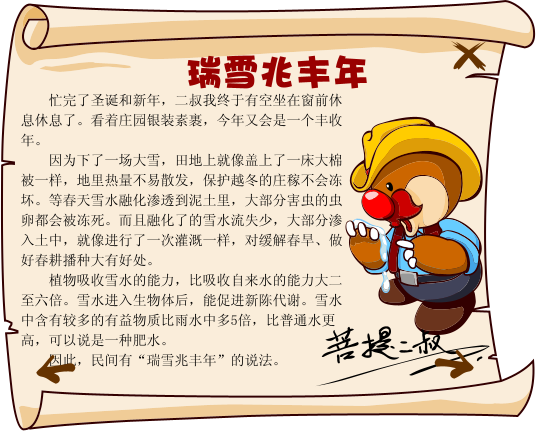 瑞雪兆丰年
忙完了圣诞和新年，二叔我终于有空坐在窗前休
息休息了。看着庄园银装素裹，今年又会是一个丰收
年。
因为下了一场大雪，田地上就像盖上了一床大棉
被一样，地里热量不易散发，保护越冬的庄稼不会冻
坏。等春天雪水融化渗透到泥土里，大部分害虫的虫
卵都会被冻死。而且融化了的雪水流失少，大部分渗
入土中，就像进行了一次灌溉一样，对缓解春旱、做
好春耕播种大有好处。
植物吸收雪水的能力，比吸收自来水的能力大二
至六倍。雪水进入生物体后，能促进新陈代谢。雪水
中含有较多的有益物质比雨水中多5倍，比普通水更
高，可以说是一种肥水。
因此，民间有“瑞雪兆丰年”的说法。
菩提二叔